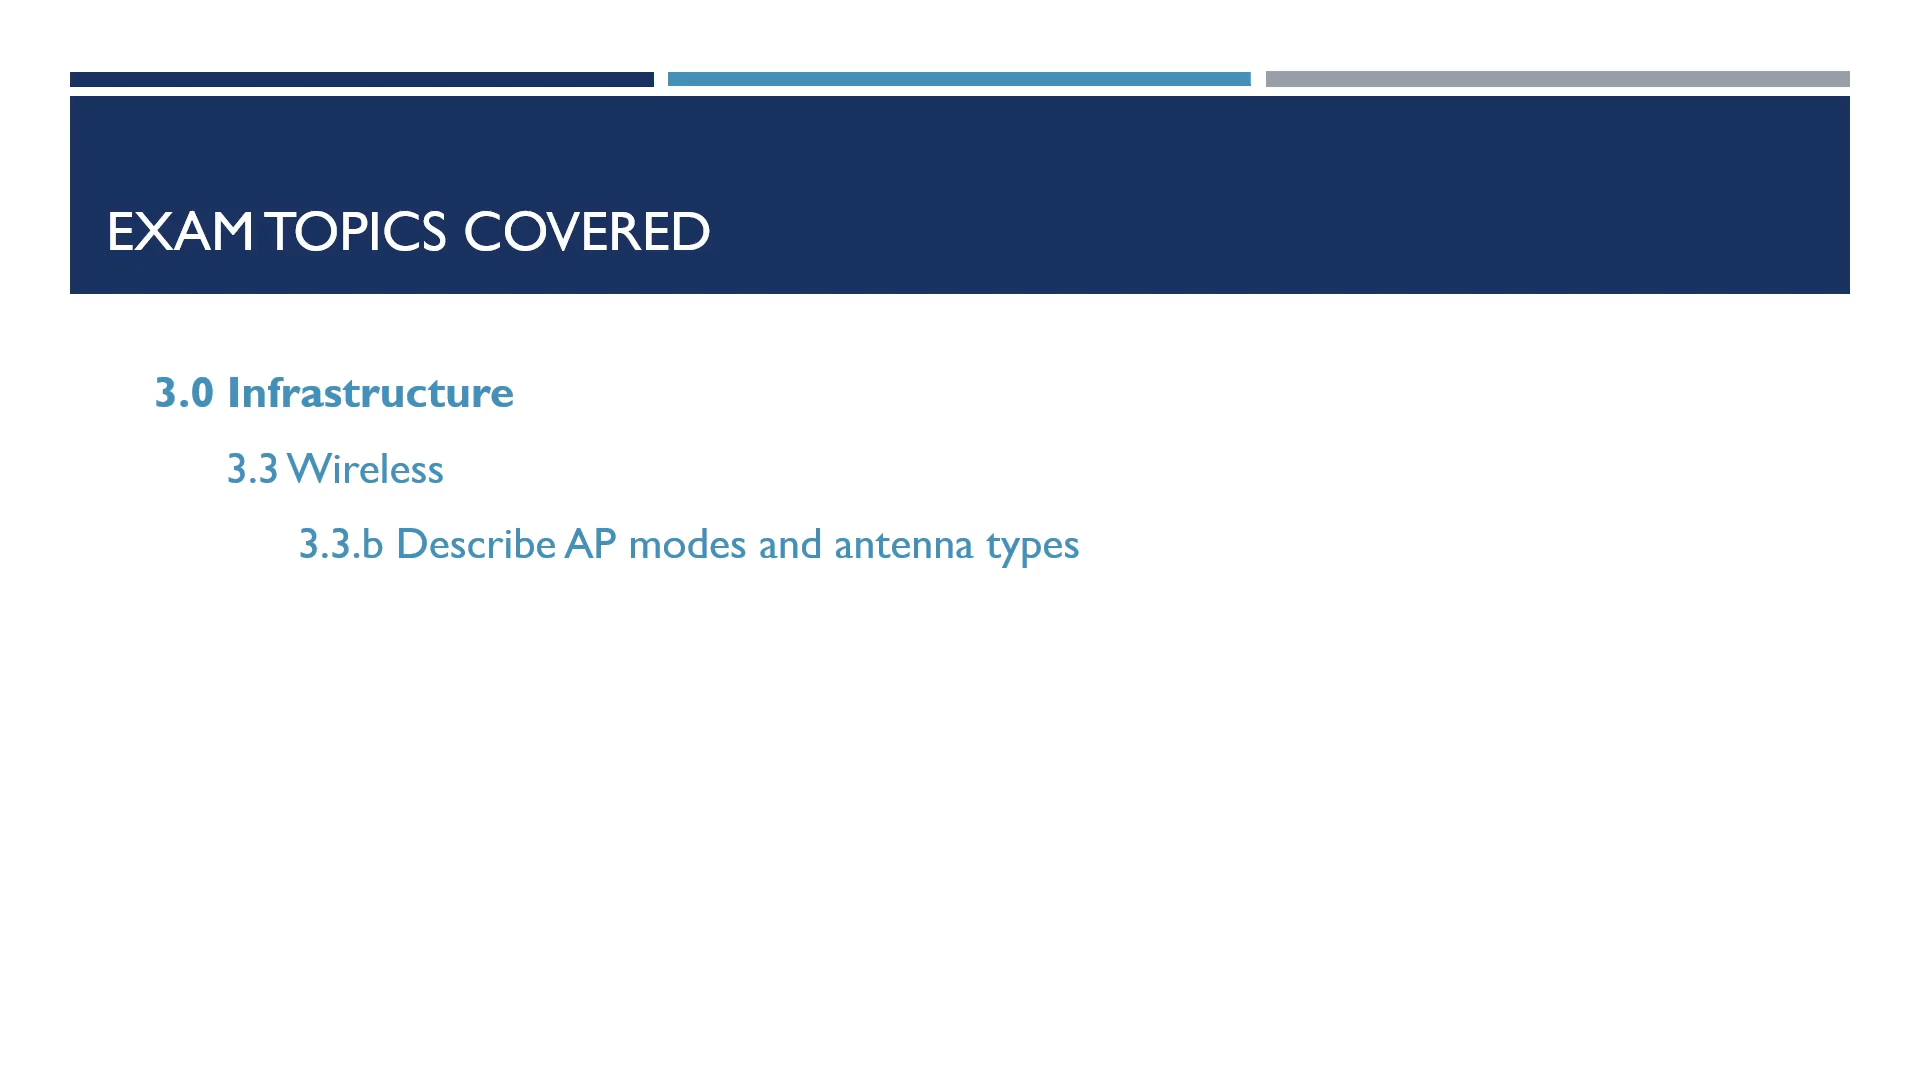 EXAM TOPICS COVERED
3.0 Infrastructure
3.3 Wireless
3.3.b Describe AP modes and antenna types